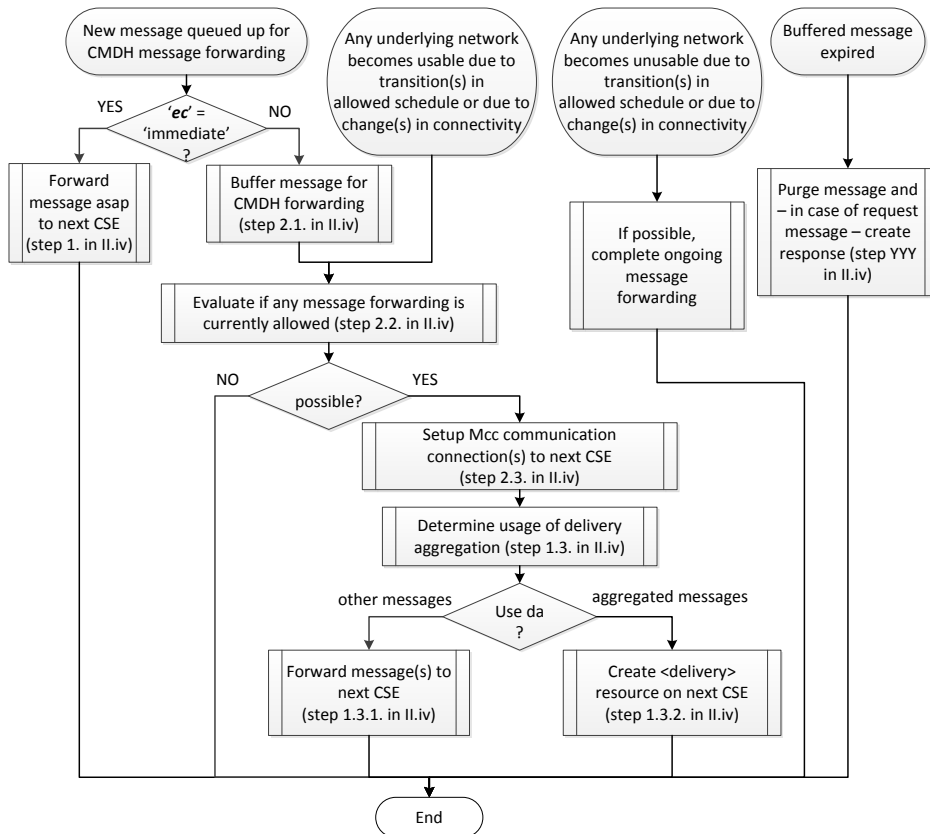 New message queued up for
CMDH message forwarding
Any underlying network
becomes usable due to
transition(s) in
allowed schedule or due to
change(s) in connectivity
Any underlying network
becomes unusable due to
transition(s) in
allowed schedule or due to
change(s) in connectivity
Buffered message
expired
YES
'ec' =
'immediate'
?
NO
Forward
message asap
to next CSE
(step 1. in II.iv)
Buffer message for
CMDH forwarding
(step 2.1. in II.iv)
If possible,
complete ongoing
message
forwarding
Purge message and
– in case of request
message – create
response (step YYY
in II.iv)
Evaluate if any message forwarding is
currently allowed (step 2.2. in II.iv)
NO
possible?
YES
Setup Mcc communication
connection(s) to next CSE
(step 2.3. in II.iv)
Determine usage of delivery
aggregation (step 1.3. in II.iv)
other messages
Use da
?
aggregated messages
Forward message(s) to
next CSE
(step 1.3.1. in II.iv)
Create <delivery>
resource on next CSE
(step 1.3.2. in II.iv)
End